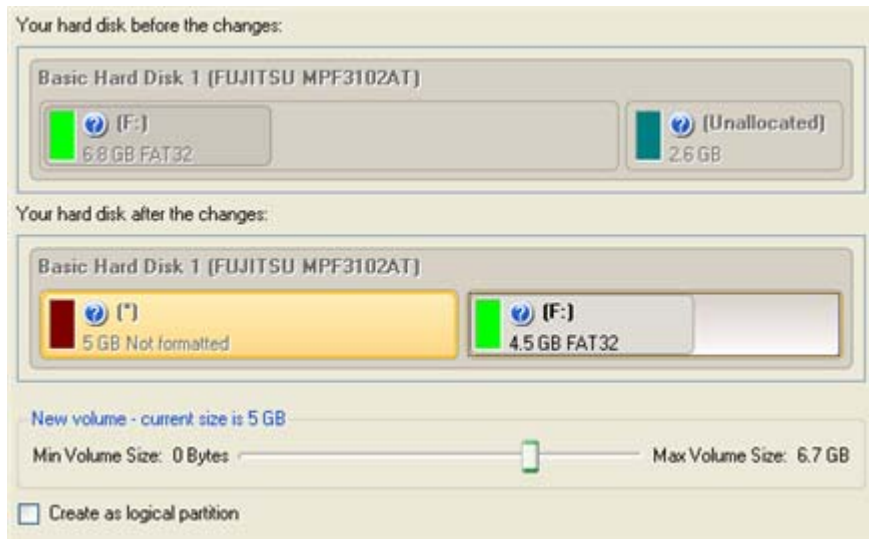 Your hard disk before the changes:
Basic Hard Disk 1 (FUJITSU MPF3102AT)
(F:)
6.8 GB FAT32
(Unallocated)
2.6 GB
Your hard disk after the changes:
Basic Hard Disk 1 (FUJITSU MPF3102AT)
(*)
5 GB Not formatted
(F:)
4.5 GB FAT32
New volume - current size is 5 GB
Min Volume Size: 0 Bytes
Max Volume Size: 6.7 GB
Create as logical partition